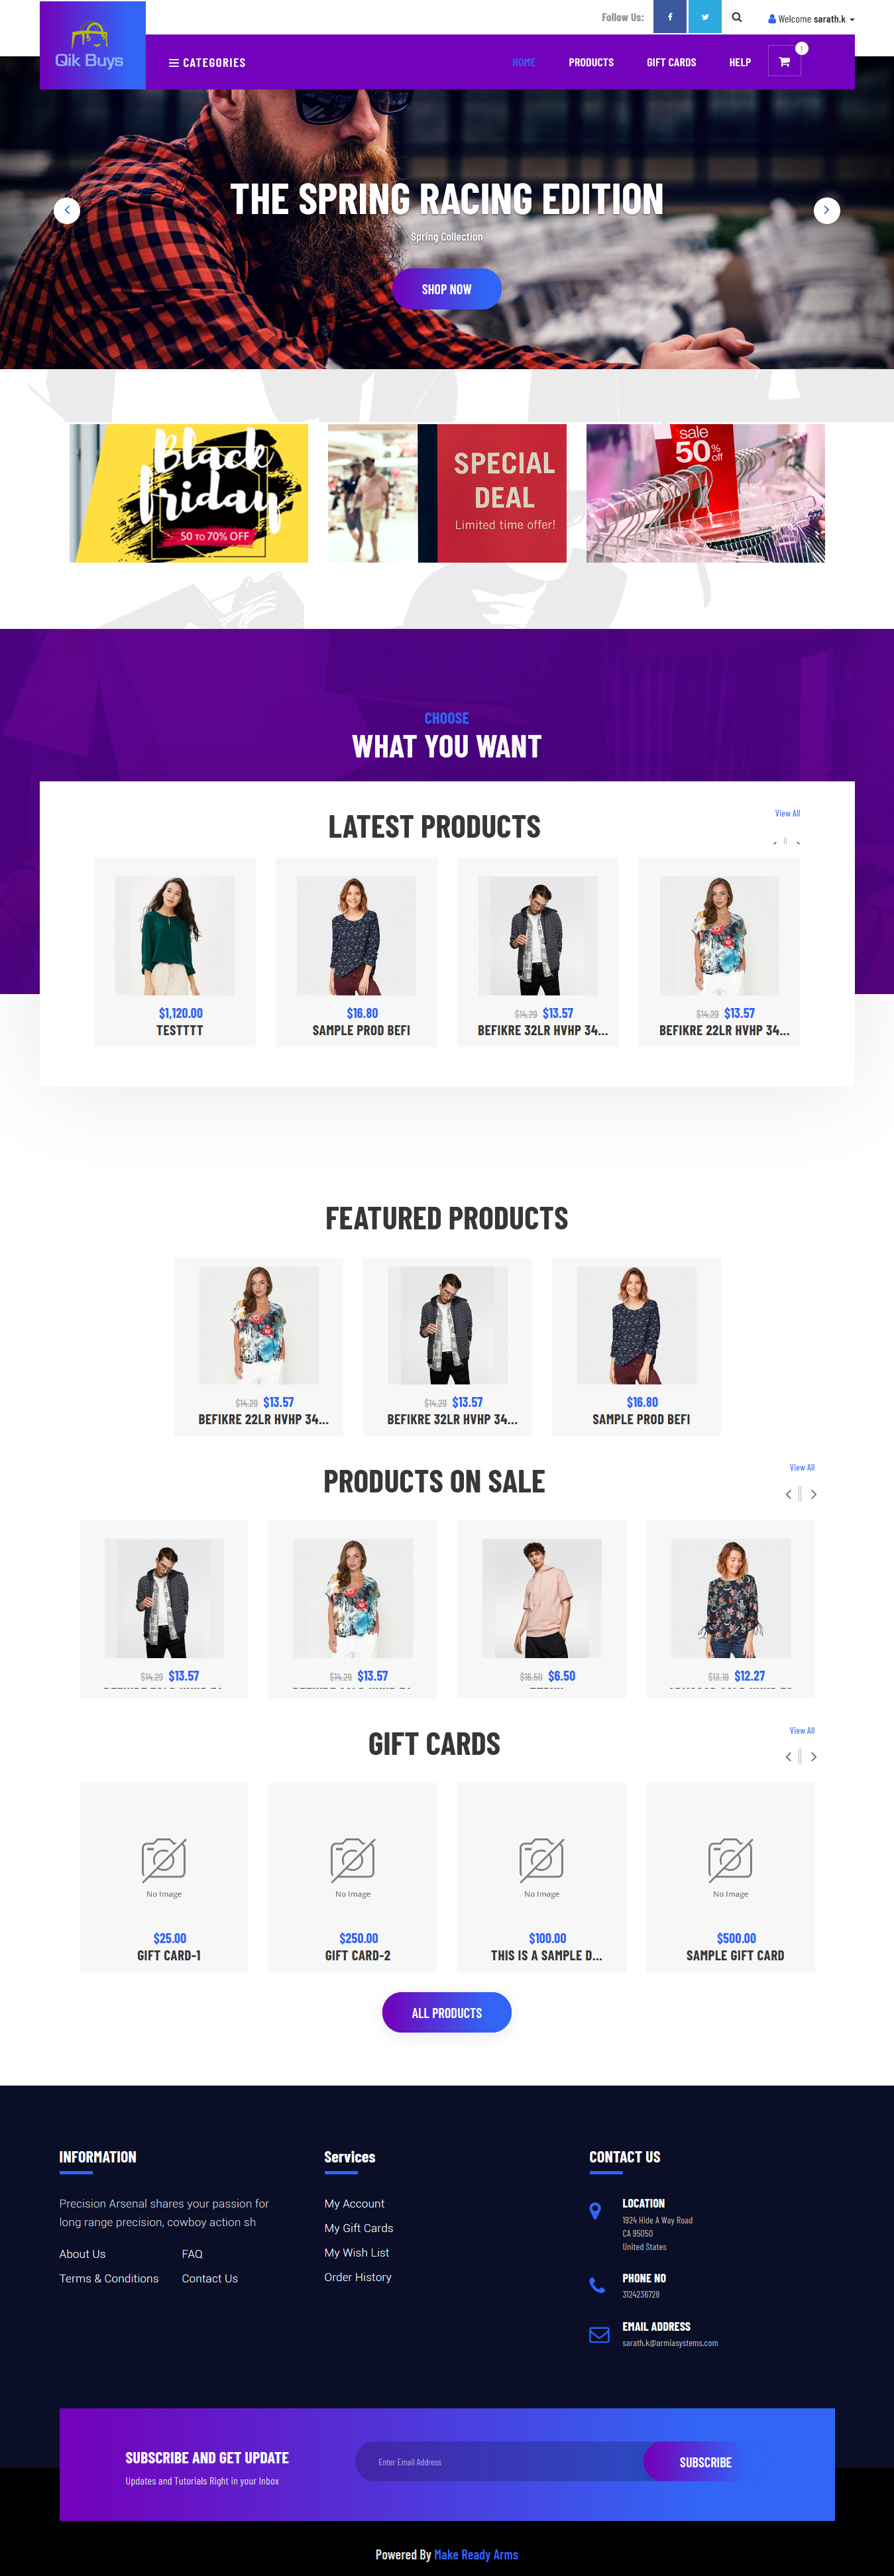 Follow Us:
Welcome sarath.k
Qik Buys
CATEGORIES
HOME
PRODUCTS
GIFT CARDS
HELP
1
THE SPRING RACING EDITION
Spring Collection
SHOP NOW
Black
friday
50 TO 70% OFF
SPECIAL
DEAL
Limited time offer!
sale
50% off
CHOOSE
WHAT YOU WANT
LATEST PRODUCTS
View All
$1,120.00
TESTTTT
$16.80
SAMPLE PROD BEFI
$14.29 $13.57
BEFIKRE 32LR HVHP 34...
$14.29 $13.57
BEFIKRE 22LR HVHP 34...
FEATURED PRODUCTS
$14.29 $13.57
BEFIKRE 22LR HVHP 34...
$14.29 $13.57
BEFIKRE 32LR HVHP 34...
$16.80
SAMPLE PROD BEFI
PRODUCTS ON SALE
View All
$14.29 $13.57
$14.29 $13.57
$16.50 $6.50
$13.19 $12.27
GIFT CARDS
View All
No Image
$25.00
GIFT CARD-1
No Image
$250.00
GIFT CARD-2
No Image
$100.00
THIS IS A SAMPLE D...
No Image
$500.00
SAMPLE GIFT CARD
ALL PRODUCTS
INFORMATION
Precision Arsenal shares your passion for
long range precision, cowboy action sh
About Us
FAQ
Terms & Conditions
Contact Us
Services
My Account
My Gift Cards
My Wish List
Order History
CONTACT US
LOCATION
1924 Hide A Way Road
CA 95050
United States
PHONE NO
3124236728
EMAIL ADDRESS
sarath.k@armiasystems.com
SUBSCRIBE AND GET UPDATE
Updates and Tutorials Right in your Inbox
Enter Email Address
SUBSCRIBE
Powered By Make Ready Arms